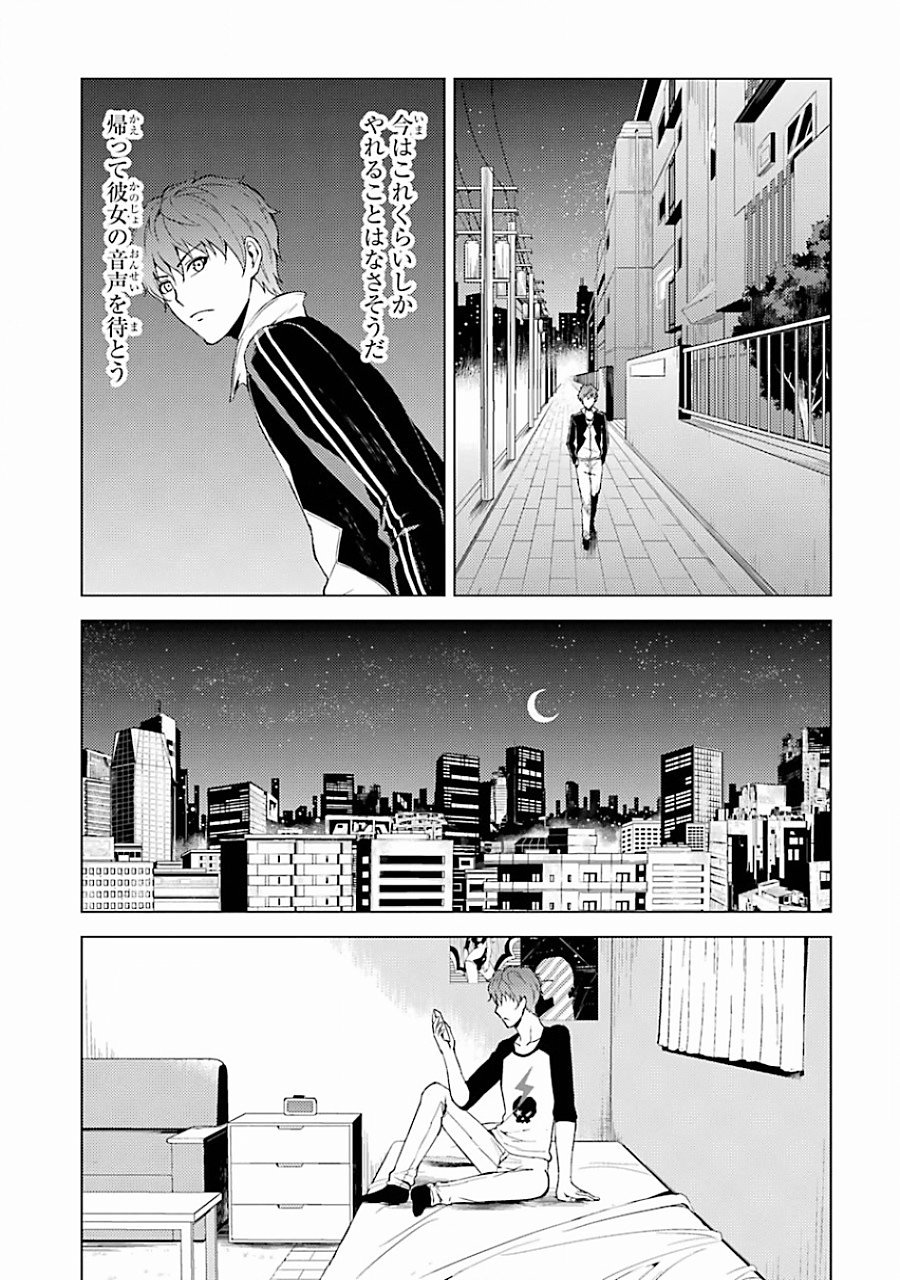 今はこれくらいしか
やれることはなさそうだ
帰って彼女の音声を待とう